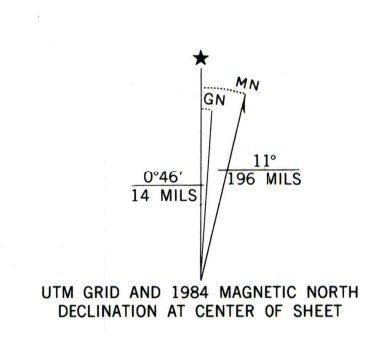 MN
GN
0°46′
14 MILS
11°
196 MILS
UTM GRID AND 1984 MAGNETIC NORTH
DECLINATION AT CENTER OF SHEET